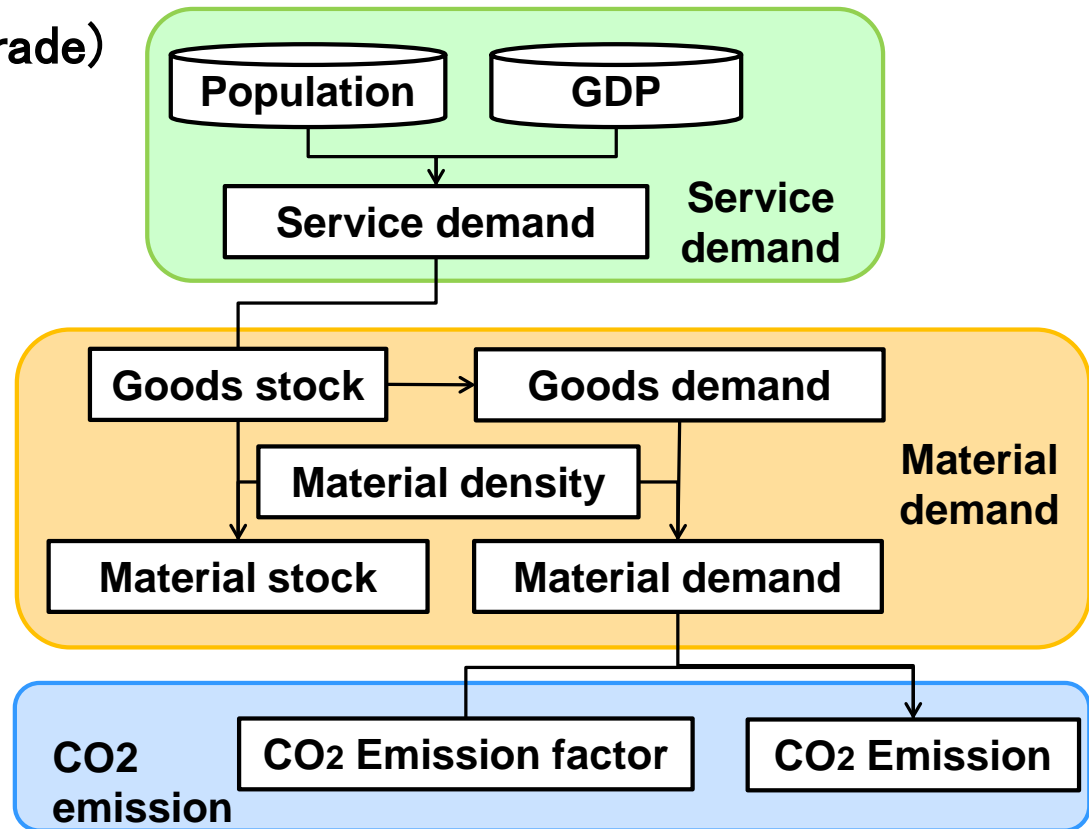 rade)
Population
GDP
Service demand
Service
demand
Goods stock
Goods demand
Material density
Material
demand
Material stock
Material demand
CO2 Emission factor
CO2 Emission
CO2
emission